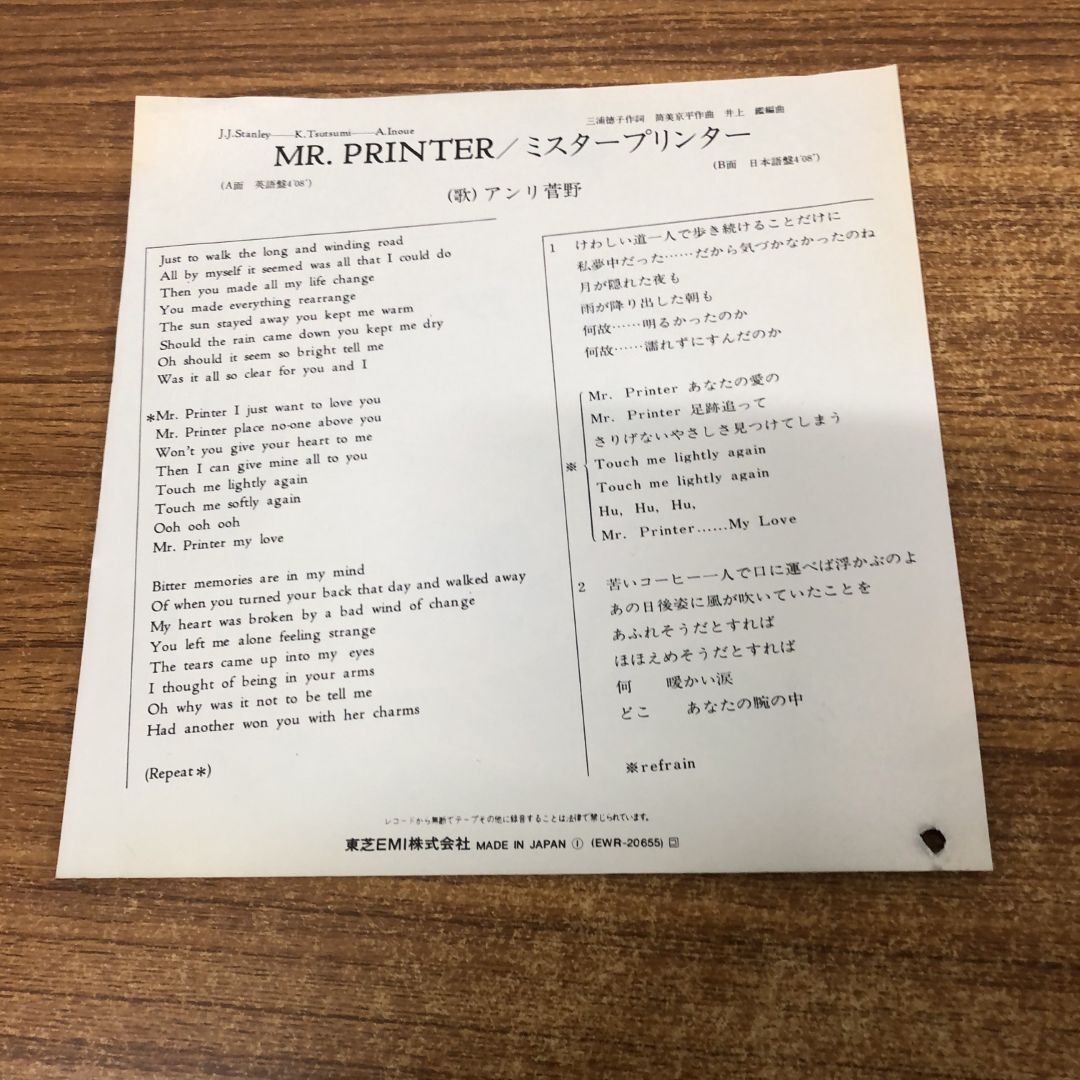 J.J.Stanley——K.Tsutsumi——A.Inoue
三浦徳子作詞 筒美京平作曲 井上 鑑編曲
MR. PRINTER／ミスタープリンター
(A面 英語盤4'08")
(B面 日本語盤4'08")
(歌) アンリ菅野
Just to walk the long and winding road
All by myself it seemed was all that I could do
Then you made all my life change
You made everything rearrange
The sun stayed away you kept me warm
Should the rain came down you kept me dry
Oh should it seem so bright tell me
Was it all so clear for you and I
*Mr. Printer I just want to love you
Mr. Printer place no-one above you
Won't you give your heart to me
Then I can give mine all to you
Touch me lightly again
Touch me softly again
Ooh ooh ooh
Mr. Printer my love
Bitter memories are in my mind
Of when you turned your back that day and walked away
My heart was broken by a bad wind of change
You left me alone feeling strange
The tears came up into my eyes
I thought of being in your arms
Oh why was it not to be tell me
Had another won you with her charms
(Repeat*)
1 けわしい道一人で歩き続けることだけに
私夢中だった……だから気づかなかったのね
月が隠れた夜も
雨が降り出した朝も
何故……明るかったのか
何故……濡れずにすんだのか
Mr. Printer あなたの愛の
Mr. Printer 足跡追って
さりげないやさしさ見つけてしまう
※ Touch me lightly again
Touch me lightly again
Hu, Hu, Hu,
Mr. Printer……My Love
2 苦いコーヒー一人で口に運べば浮かぶのよ
あの日後姿に風が吹いていたことを
あふれそうだとすれば
ほほえめそうだとすれば
何 暖かい涙
どこ あなたの腕の中
※refrain
レコードから無断でテープその他に録音することは法律で禁じられています。
東芝EMI株式会社 MADE IN JAPAN Ⓘ (EWR-20655) 回